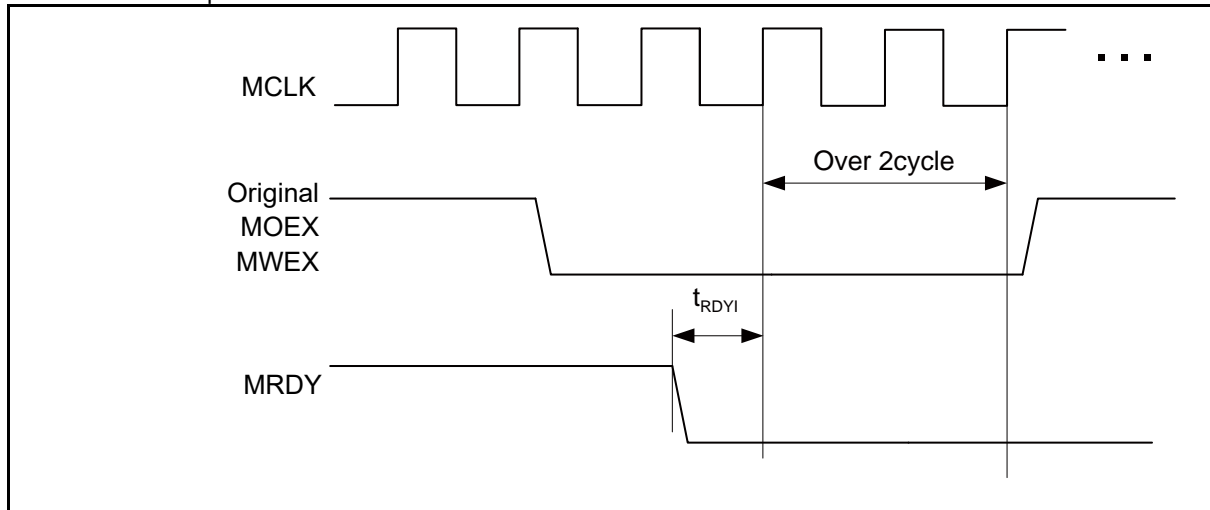 MCLK
...
Over 2cycle
Original
MOEX
MWEX
tRDYI
MRDY